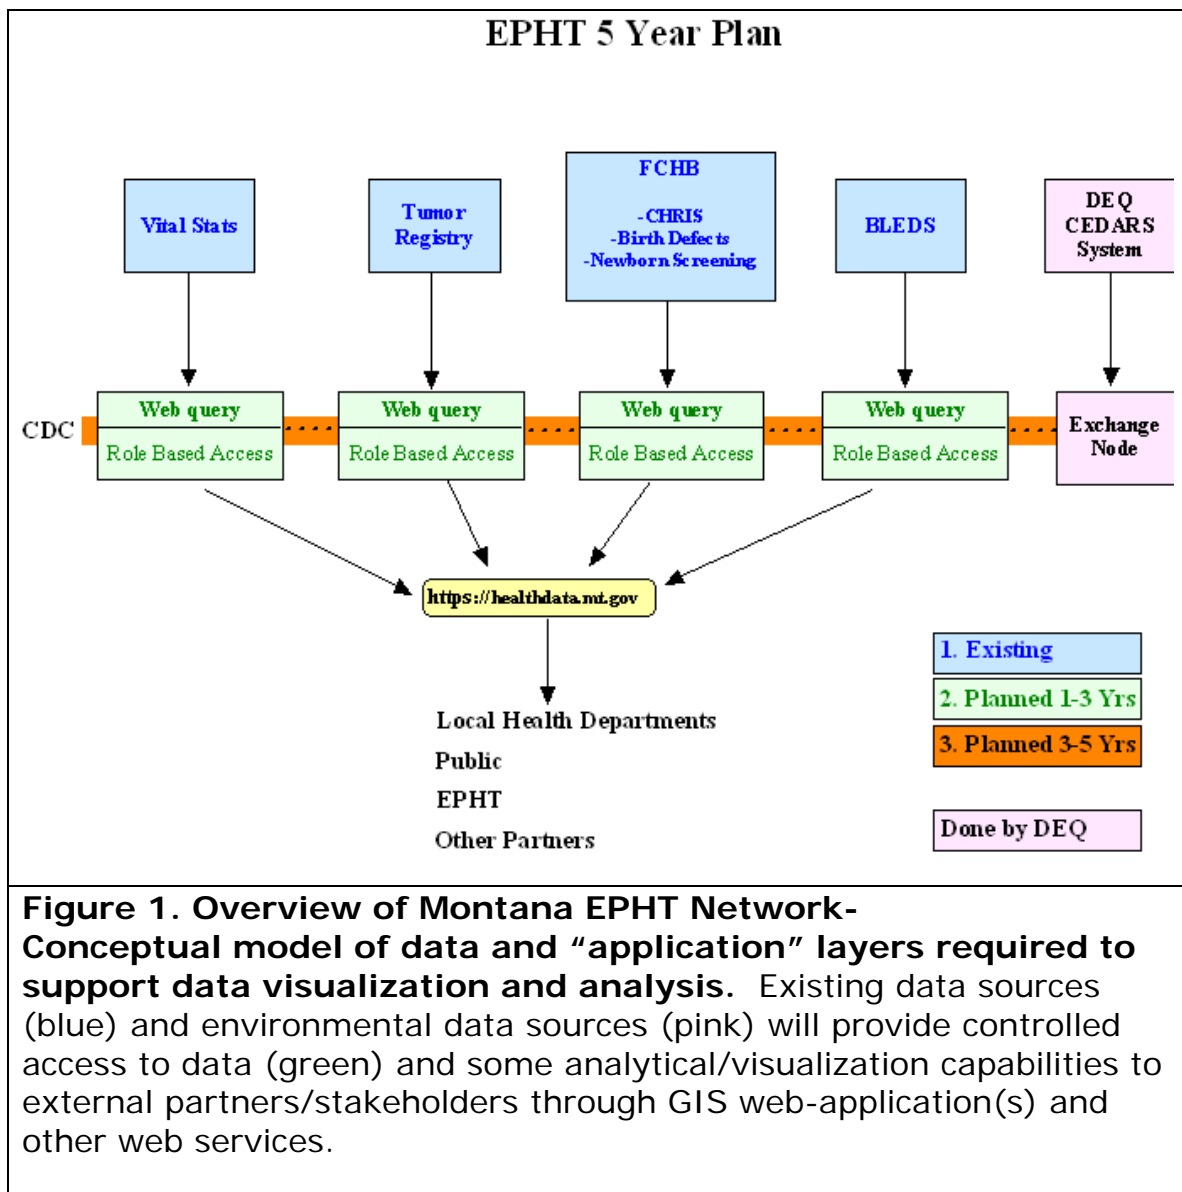 EPHT 5 Year Plan
Vital Stats
Tumor
Registry
FCHB
-CHRIS
-Birth Defects
-Newborn Screening
BLEDS
DEQ
CEDARS
System
CDC
Web query
Role Based Access
Web query
Role Based Access
Web query
Role Based Access
Web query
Role Based Access
Exchange
Node
https://healthdata.mt.gov
Local Health Departments
Public
EPHT
Other Partners
1. Existing
2. Planned 1-3 Yrs
3. Planned 3-5 Yrs
Done by DEQ
Figure 1. Overview of Montana EPHT Network-
Conceptual model of data and “application” layers required to
support data visualization and analysis. Existing data sources
(blue) and environmental data sources (pink) will provide controlled
access to data (green) and some analytical/visualization capabilities to
external partners/stakeholders through GIS web-application(s) and
other web services.